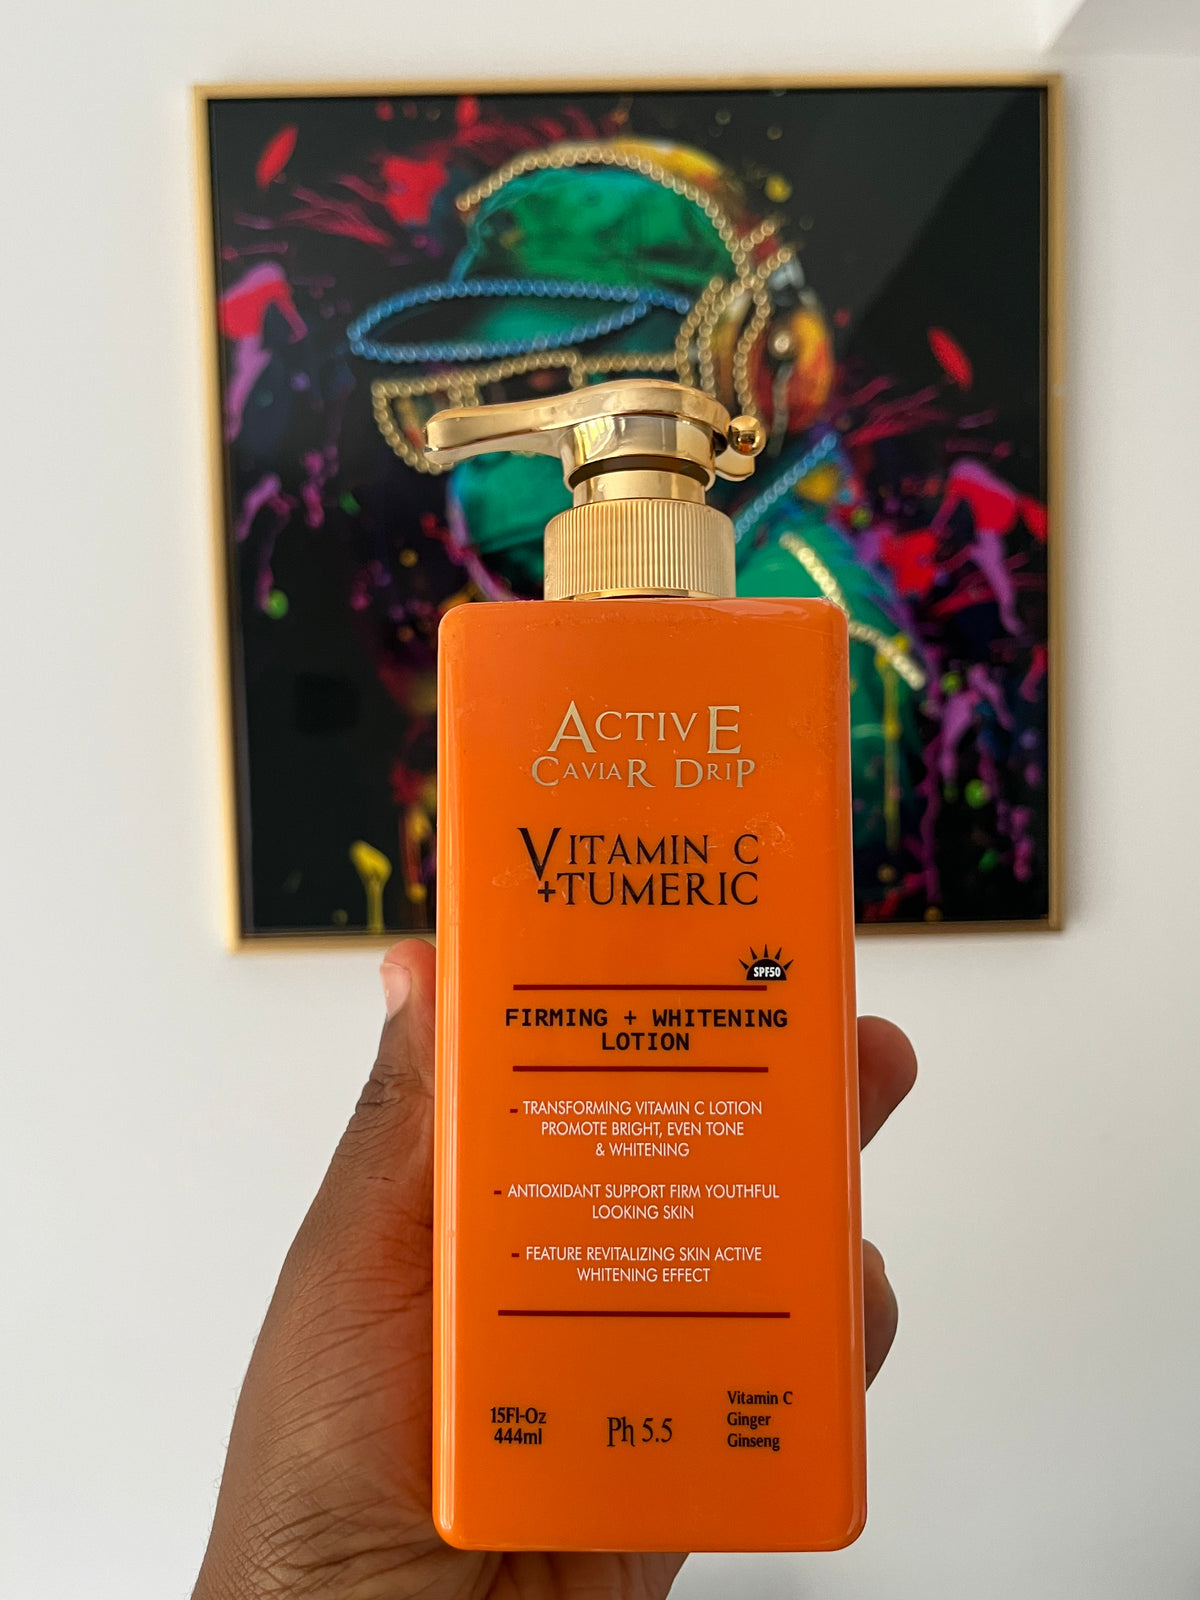 ACTIVE
CAVIAR DRIP
VITAMIN C
+TUMERIC
SPF50
FIRMING + WHITENING
LOTION
- TRANSFORMING VITAMIN C LOTION
PROMOTE BRIGHT, EVEN TONE
& WHITENING
- ANTIOXIDANT SUPPORT FIRM YOUTHFUL
LOOKING SKIN
- FEATURE REVITALIZING SKIN ACTIVE
WHITENING EFFECT
15Fl-Oz
444ml
Ph 5.5
Vitamin C
Ginger
Ginseng